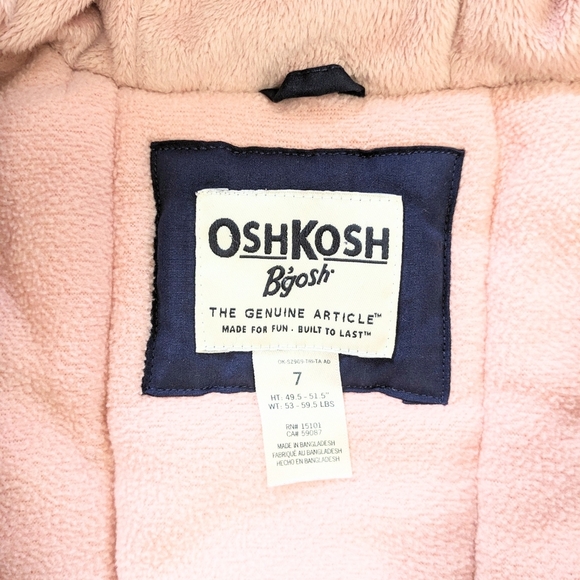 OSHKOSH
B'gosh
THE GENUINE ARTICLE™
MADE FOR FUN · BUILT TO LAST™
7
HT: 49.5 - 51.5"
WT: 53 - 59.5 LBS
RN# 15101
CA# 59087
MADE IN BANGLADESH
FABRIQUÉ AU BANGLADESH
HECHO EN BANGLADESH